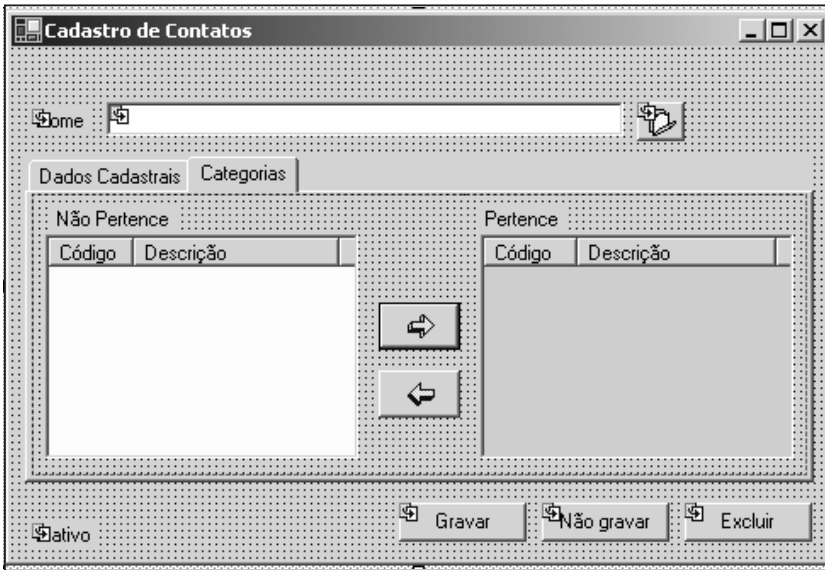 Cadastro de Contatos
ome
Dados Cadastrais Categorias
Não Pertence Pertence
Código Descrição Código Descrição
Gravar Não gravar Excluir
ativo